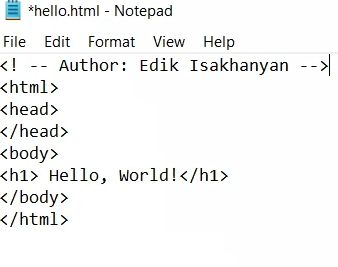 *hello.html - Notepad
File Edit Format View Help
<! -- Author: Edik Isakhanyan -->
<html>
<head>
</head>
<body>
<h1> Hello, World!</h1>
</body>
</html>